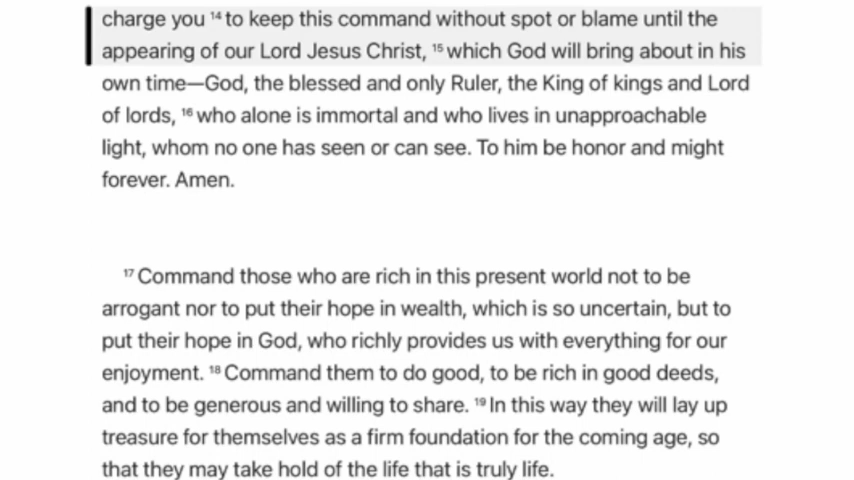 charge you ¹⁴ to keep this command without spot or blame until the
appearing of our Lord Jesus Christ, ¹⁵ which God will bring about in his
own time—God, the blessed and only Ruler, the King of kings and Lord
of lords, ¹⁶ who alone is immortal and who lives in unapproachable
light, whom no one has seen or can see. To him be honor and might
forever. Amen.
¹⁷ Command those who are rich in this present world not to be
arrogant nor to put their hope in wealth, which is so uncertain, but to
put their hope in God, who richly provides us with everything for our
enjoyment. ¹⁸ Command them to do good, to be rich in good deeds,
and to be generous and willing to share. ¹⁹ In this way they will lay up
treasure for themselves as a firm foundation for the coming age, so
that they may take hold of the life that is truly life.